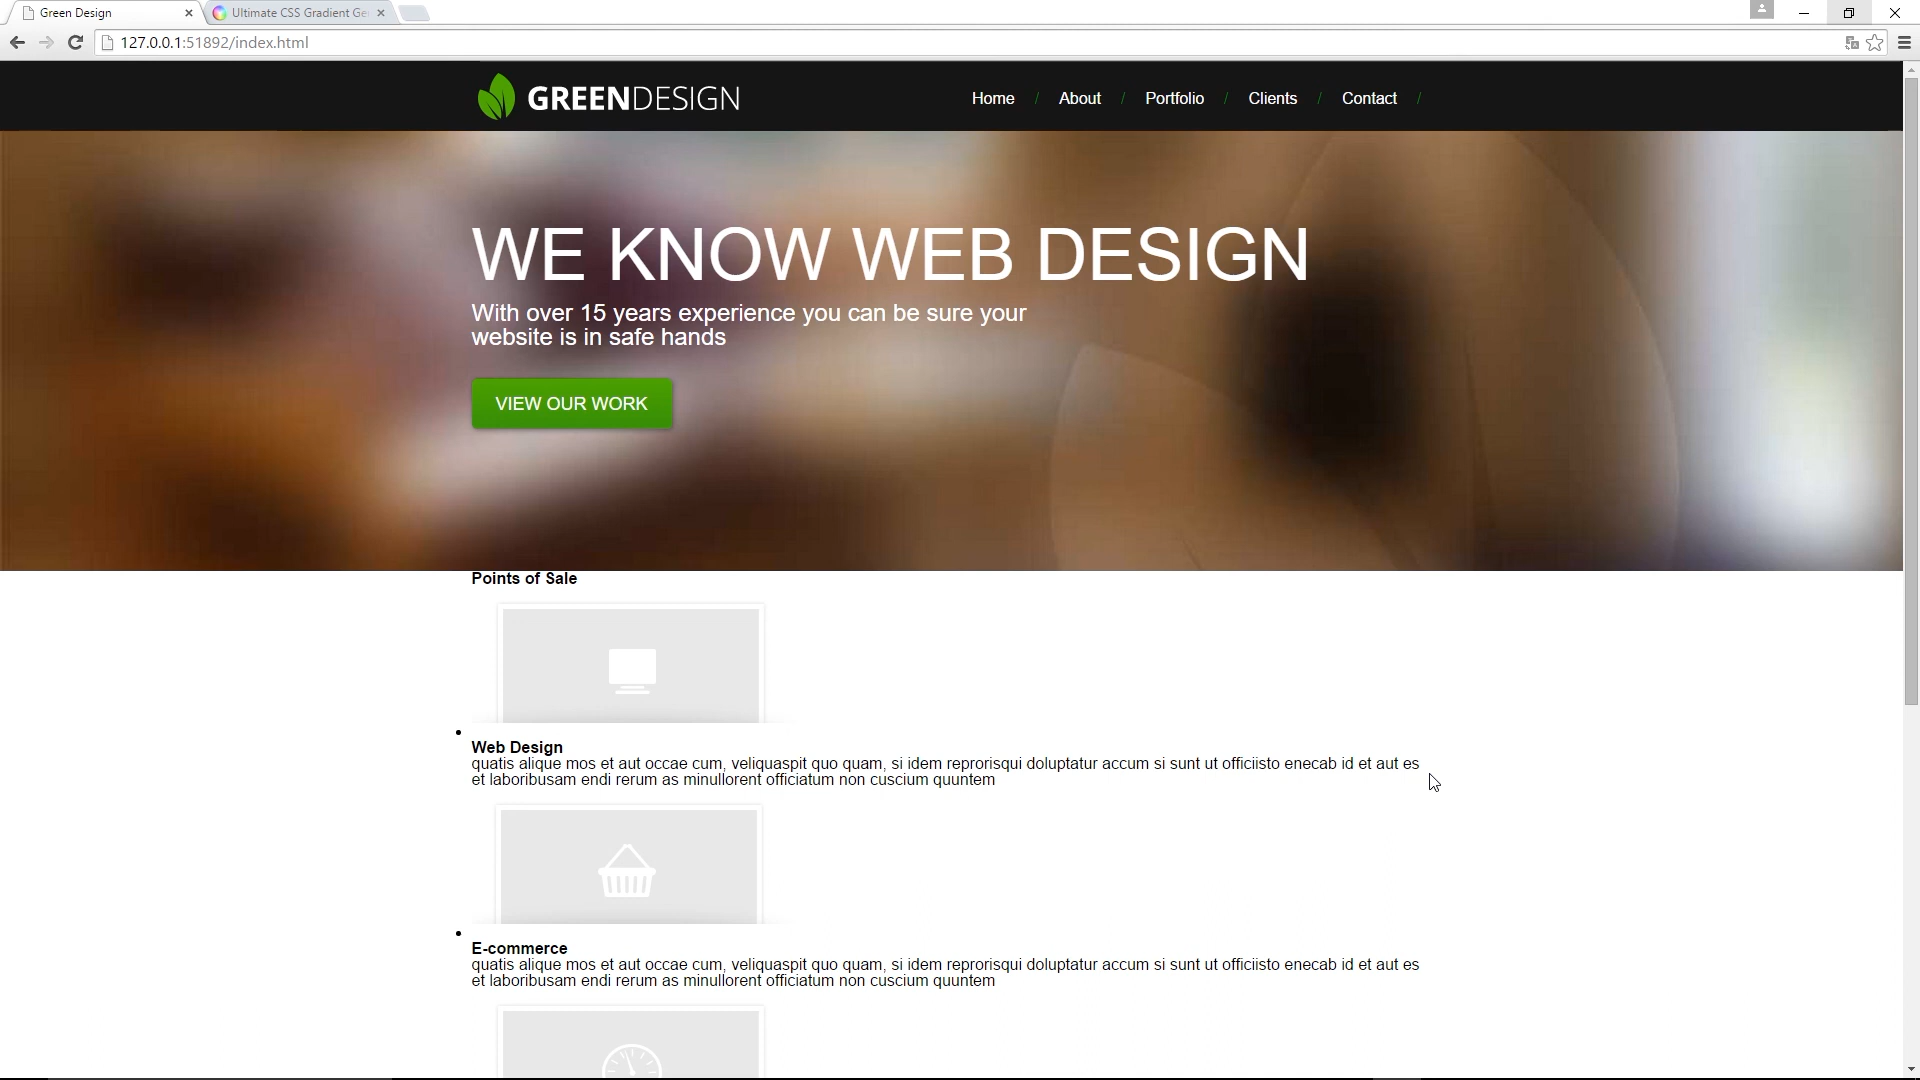 Green Design
Ultimate CSS Gradient Ge
127.0.0.1:51892/index.html
GREENDESIGN
Home / About / Portfolio / Clients / Contact /
WE KNOW WEB DESIGN
With over 15 years experience you can be sure your
website is in safe hands
VIEW OUR WORK
Points of Sale
Web Design
quatis alique mos et aut occae cum, veliquaspit quo quam, si idem reprorisqui doluptatur accum si sunt ut officiisto enecab id et aut es
et laboribusam endi rerum as minullorent officiatum non cuscium quuntem
E-commerce
quatis alique mos et aut occae cum, veliquaspit quo quam, si idem reprorisqui doluptatur accum si sunt ut officiisto enecab id et aut es
et laboribusam endi rerum as minullorent officiatum non cuscium quuntem